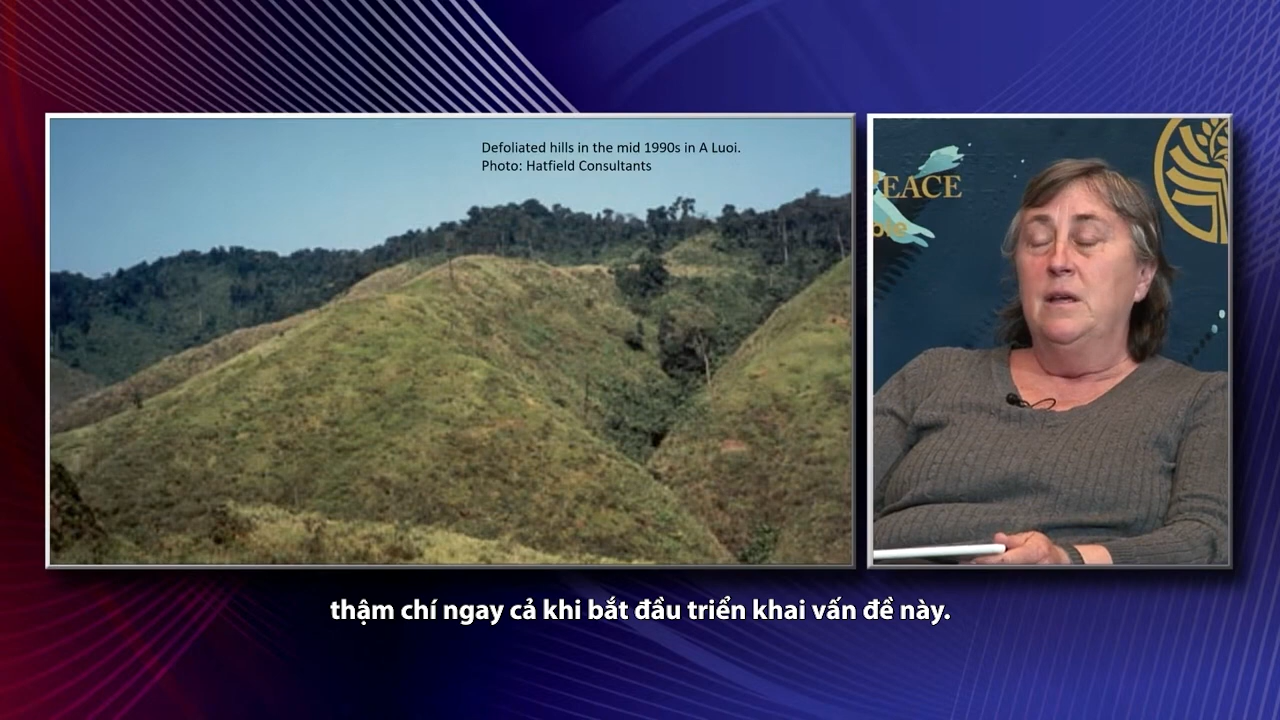 Defoliated hills in the mid 1990s in A Luoi.
Photo: Hatfield Consultants
EACE
thậm chí ngay cả khi bắt đầu triển khai vấn đề này.